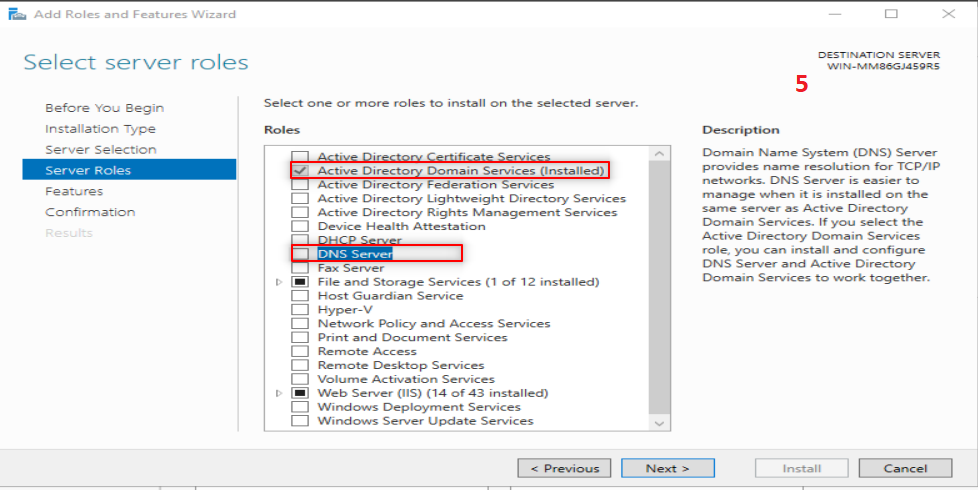 Add Roles and Features Wizard
Select server roles
DESTINATION SERVER
WIN-MM86GJ459R5
5
Before You Begin
Installation Type
Server Selection
Server Roles
Features
Confirmation
Results
Select one or more roles to install on the selected server.
Roles
Active Directory Certificate Services
Active Directory Domain Services (Installed)
Active Directory Federation Services
Active Directory Lightweight Directory Services
Active Directory Rights Management Services
Device Health Attestation
DHCP Server
DNS Server
Fax Server
File and Storage Services (1 of 12 installed)
Host Guardian Service
Hyper-V
Network Policy and Access Services
Print and Document Services
Remote Access
Remote Desktop Services
Volume Activation Services
Web Server (IIS) (14 of 43 installed)
Windows Deployment Services
Windows Server Update Services
Description
Domain Name System (DNS) Server
provides name resolution for TCP/IP
networks. DNS Server is easier to
manage when it is installed on the
same server as Active Directory
Domain Services. If you select the
Active Directory Domain Services
role, you can install and configure
DNS Server and Active Directory
Domain Services to work together.
< Previous
Next >
Install
Cancel